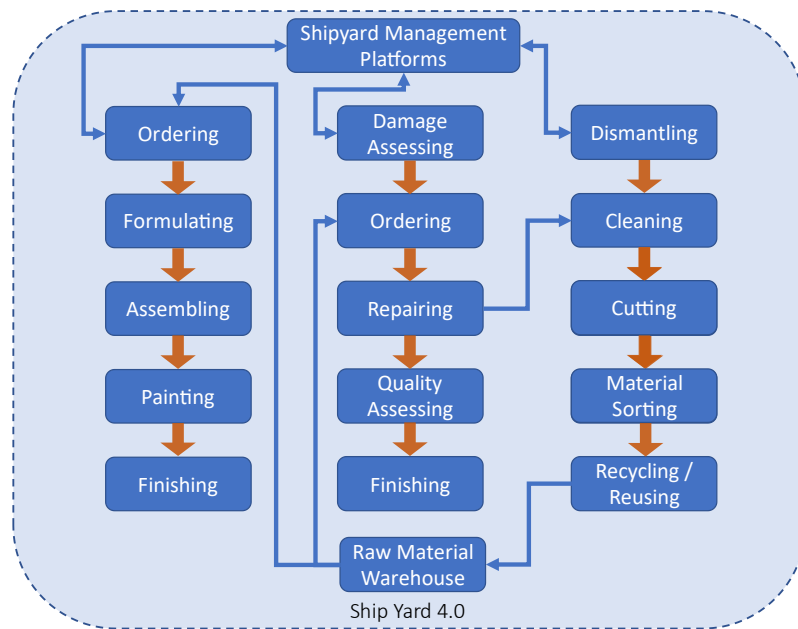 Shipyard Management
Platforms
Ordering
Formulating
Assembling
Painting
Finishing
Damage
Assessing
Ordering
Repairing
Quality
Assessing
Finishing
Dismantling
Cleaning
Cutting
Material
Sorting
Recycling /
Reusing
Raw Material
Warehouse
Ship Yard 4.0